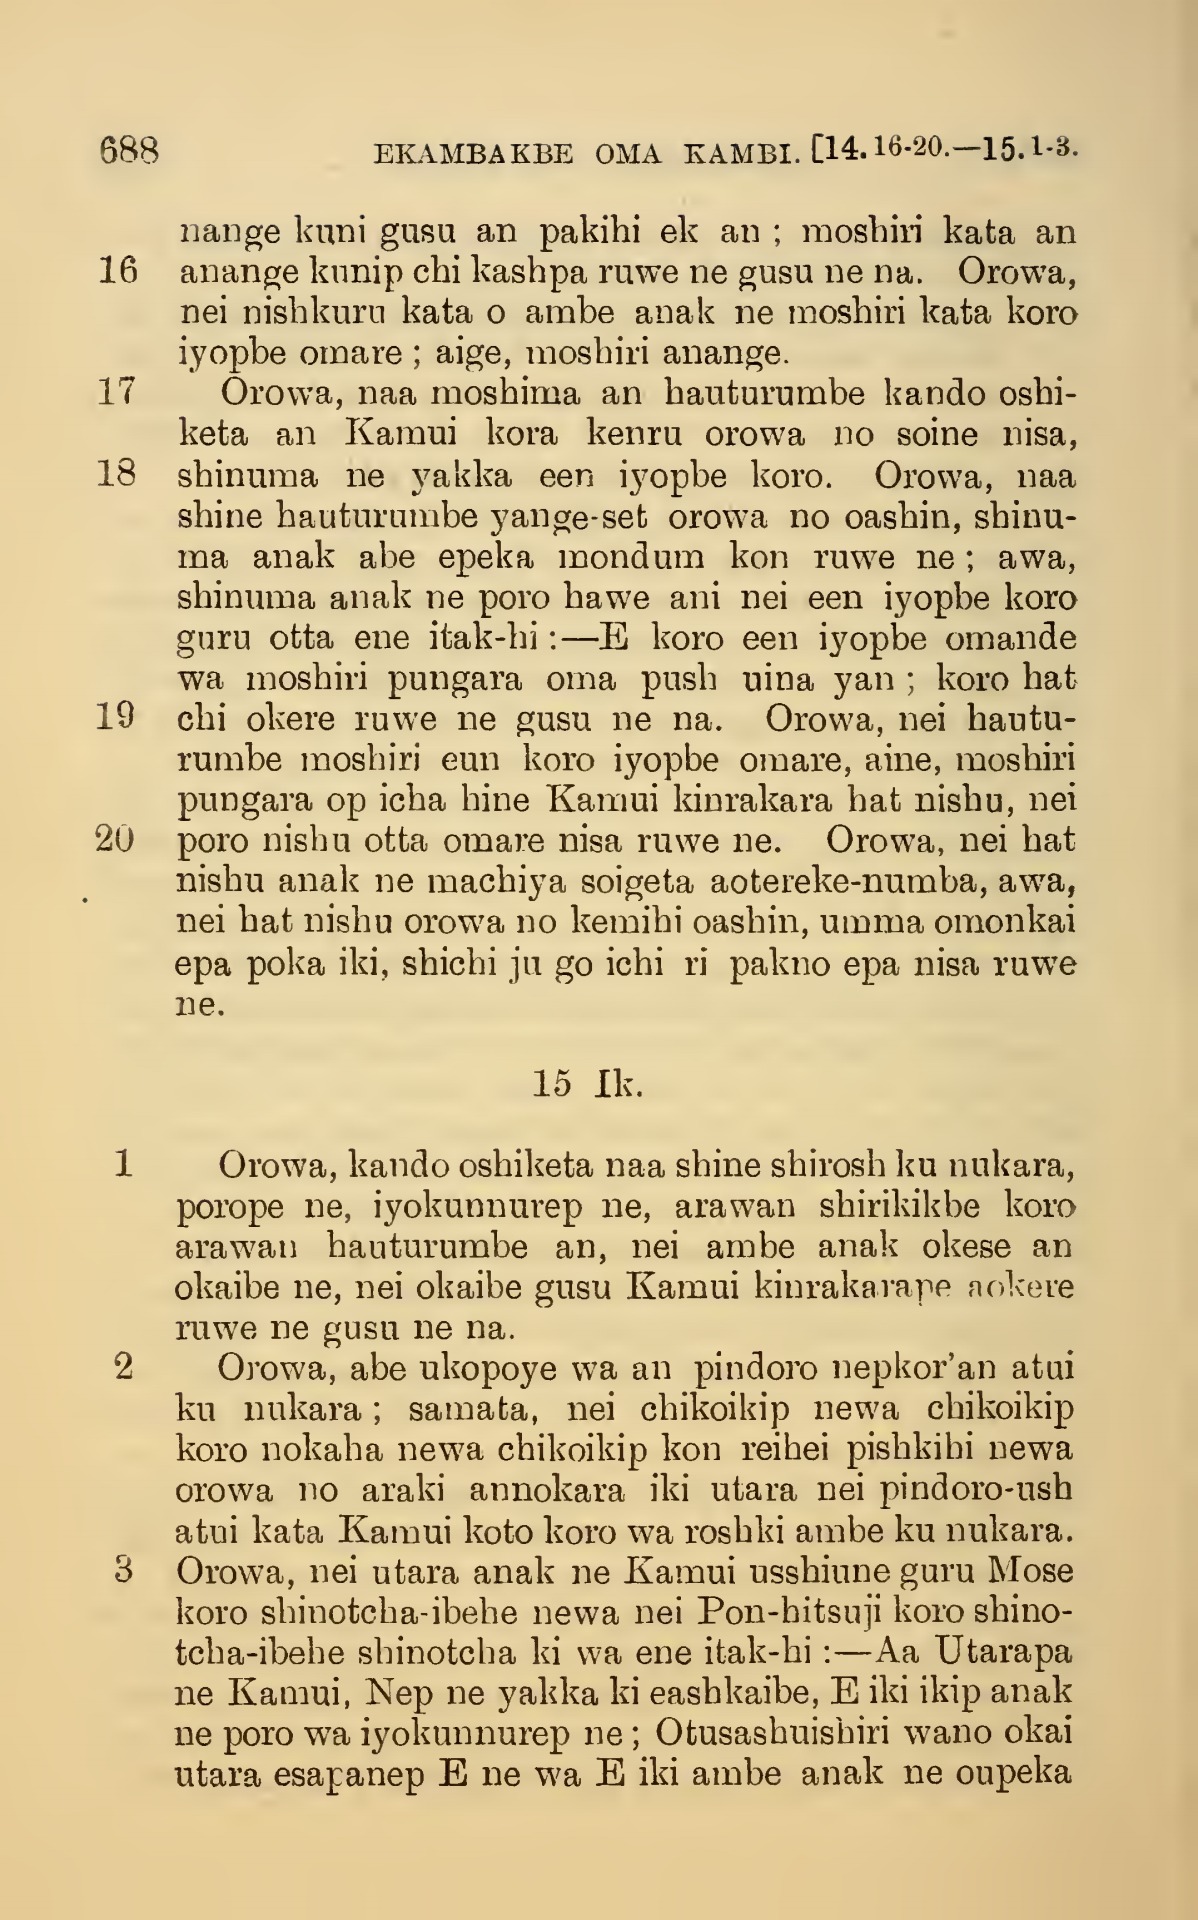 688 EKAMBAKBE OMA KAMBI. [14. 16-20.—15. 1-3.
nange kuni gusu an pakihi ek an ; moshiri kata an
16 anange kunip chi kashpa ruwe ne gusu ne na. Orowa,
nei nishkuru kata o ambe anak ne moshiri kata koro
iyopbe omare ; aige, moshiri anange.
17 Orowa, naa moshima an hauturumbe kando oshi-
keta an Kamui kora kenru orowa no soine nisa,
18 shinuma ne yakka een iyopbe koro. Orowa, naa
shine hauturumbe yange-set orowa no oashin, shinu-
ma anak abe epeka mondum kon ruwe ne ; awa,
shinuma anak ne poro hawe ani nei een iyopbe koro
guru otta ene itak-hi :—E koro een iyopbe omande
wa moshiri pungara oma push uina yan ; koro hat
19 chi okere ruwe ne gusu ne na. Orowa, nei hautu-
rumbe moshiri eun koro iyopbe omare, aine, moshiri
pungara op icha hine Kamui kinrakara hat nishu, nei
20 poro nishu otta omare nisa ruwe ne. Orowa, nei hat
nishu anak ne machiya soigeta aotereke-numba, awa,
nei hat nishu orowa no kemihi oashin, umma omonkai
epa poka iki, shichi ju go ichi ri pakno epa nisa ruwe
ne.
15 Ik.
1 Orowa, kando oshiketa naa shine shirosh ku nukara,
porope ne, iyokunnurep ne, arawan shirikikbe koro
arawan hauturumbe an, nei ambe anak okese an
okaibe ne, nei okaibe gusu Kamui kinrakarape aokere
ruwe ne gusu ne na.
2 Orowa, abe ukopoye wa an pindoro nepkor'an atui
ku nukara ; samata, nei chikoikip newa chikoikip
koro nokaha newa chikoikip kon reihei pishkihi newa
orowa no araki annokara iki utara nei pindoro-ush
atui kata Kamui koto koro wa roshki ambe ku nukara.
3 Orowa, nei utara anak ne Kamui usshiune guru Mose
koro shinotcha-ibehe newa nei Pon-hitsuji koro shino-
tcha-ibehe shinotcha ki wa ene itak-hi :—Aa Utarapa
ne Kamui, Nep ne yakka ki eashkaibe, E iki ikip anak
ne poro wa iyokunnurep ne ; Otusashuishiri wano okai
utara esapanep E ne wa E iki ambe anak ne oupeka